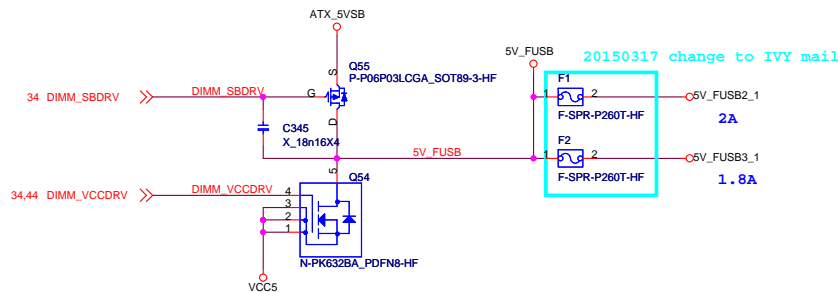 ATX_5VSB
Q55
P-P06P03LCGA_SOT89-3-HF
S
G
D
34 DIMM_SBDRV
DIMM_SBDRV
C345
X_18n16X4
5V_FUSB
20150317 change to IVY mail
F1
1
2
F-SPR-P260T-HF
5V_FUSB2_1
2A
5V_FUSB
F2
1
2
F-SPR-P260T-HF
5V_FUSB3_1
1.8A
34,44 DIMM_VCCDRV
DIMM_VCCDRV
5
Q54
4
3
2
1
N-PK632BA_PDFN8-HF
VCC5